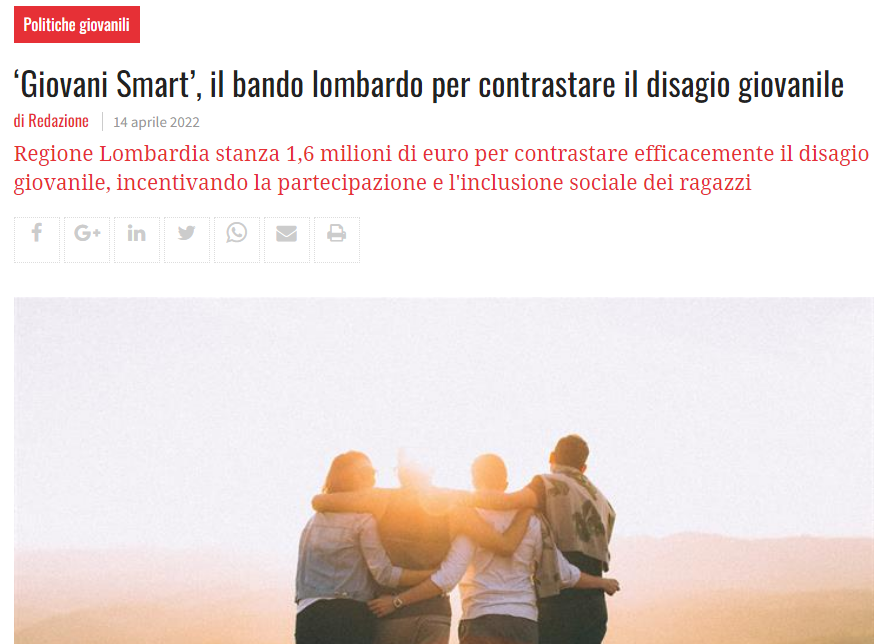 Politiche giovanili
‘Giovani Smart’, il bando lombardo per contrastare il disagio giovanile
di Redazione 14 aprile 2022
Regione Lombardia stanza 1,6 milioni di euro per contrastare efficacemente il disagio
giovanile, incentivando la partecipazione e l'inclusione sociale dei ragazzi